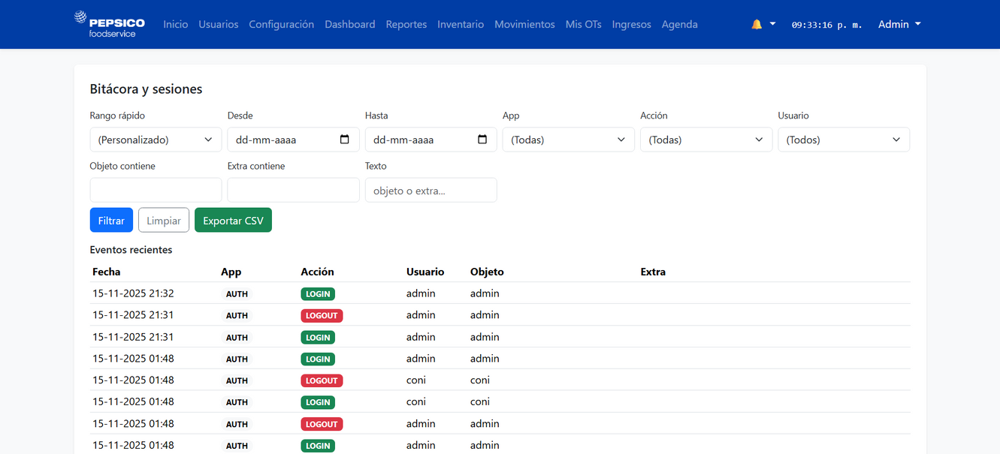 PEPSICO
foodservice
Inicio Usuarios Configuración Dashboard Reportes Inventario Movimientos Mis OTs Ingresos Agenda 09:33:16 p. m. Admin
Bitácora y sesiones
Rango rápido Desde Hasta App Acción Usuario
(Personalizado) dd-mm-aaaa dd-mm-aaaa (Todas) (Todas) (Todos)
Objeto contiene Extra contiene Texto
objeto o extra...
Filtrar Limpiar Exportar CSV
Eventos recientes
Fecha App Acción Usuario Objeto Extra
15-11-2025 21:32 AUTH LOGIN admin admin
15-11-2025 21:31 AUTH LOGOUT admin admin
15-11-2025 21:31 AUTH LOGIN admin admin
15-11-2025 01:48 AUTH LOGIN admin admin
15-11-2025 01:48 AUTH LOGOUT coni coni
15-11-2025 01:48 AUTH LOGIN coni coni
15-11-2025 01:48 AUTH LOGOUT admin admin
15-11-2025 01:48 AUTH LOGIN admin admin